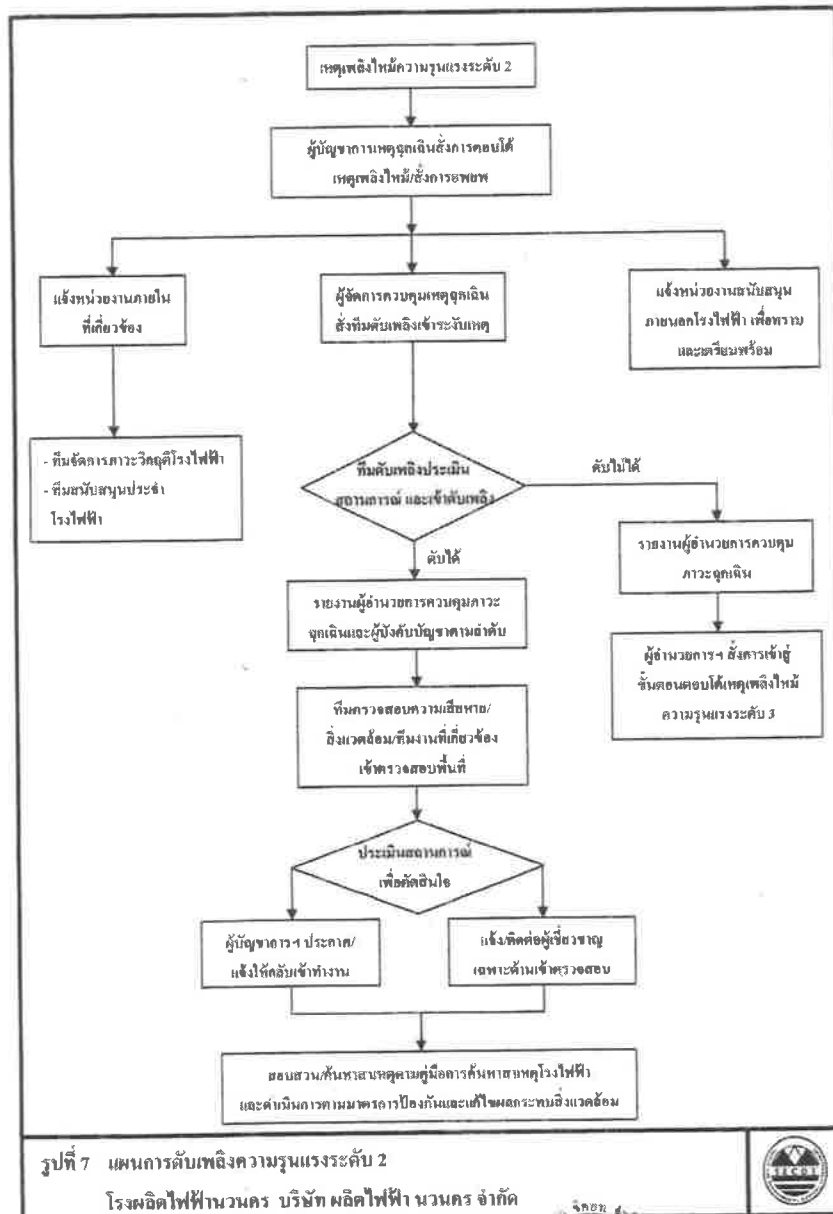 เหตุเพลิงไหม้ความรุนแรงระดับ 2
ผู้บัญชาการเหตุฉุกเฉินสั่งการตอบโต้
เหตุเพลิงไหม้/สั่งการอพยพ
แจ้งหน่วยงานภายใน
ที่เกี่ยวข้อง
ผู้จัดการควบคุมเหตุฉุกเฉิน
สั่งทีมดับเพลิงเข้าระงับเหตุ
แจ้งหน่วยงานสนับสนุน
ภายนอกโรงไฟฟ้า เพื่อทราบ
และเตรียมพร้อม
- ทีมจัดการภาวะวิกฤติโรงไฟฟ้า
- ทีมสนับสนุนประจำ
โรงไฟฟ้า
ทีมดับเพลิงประเมิน
สถานการณ์ และเข้าดับเพลิง
ดับไม่ได้
ดับได้
รายงานผู้อำนวยการควบคุม
ภาวะฉุกเฉิน
รายงานผู้อำนวยการควบคุมภาวะ
ฉุกเฉินและผู้บังคับบัญชาตามลำดับ
ผู้อำนวยการฯ สั่งการเข้าสู่
ขั้นตอนตอบโต้เหตุเพลิงไหม้
ความรุนแรงระดับ 3
ทีมตรวจสอบความเสียหาย/
สิ่งแวดล้อม/ทีมงานที่เกี่ยวข้อง
เข้าตรวจสอบพื้นที่
ประเมินสถานการณ์
เพื่อตัดสินใจ
ผู้บัญชาการฯ ประกาศ/
แจ้งให้กลับเข้าทำงาน
แจ้ง/ติดต่อผู้เชี่ยวชาญ
เฉพาะด้านเข้าตรวจสอบ
สอบสวน/ค้นหาสาเหตุตามคู่มือการค้นหาสาเหตุโรงไฟฟ้า
และดำเนินการตามมาตรการป้องกันและแก้ไขผลกระทบสิ่งแวดล้อม
รูปที่ 7 แผนการดับเพลิงความรุนแรงระดับ 2
โรงผลิตไฟฟ้านวนคร บริษัท ผลิตไฟฟ้า นวนคร จำกัด
SECOT